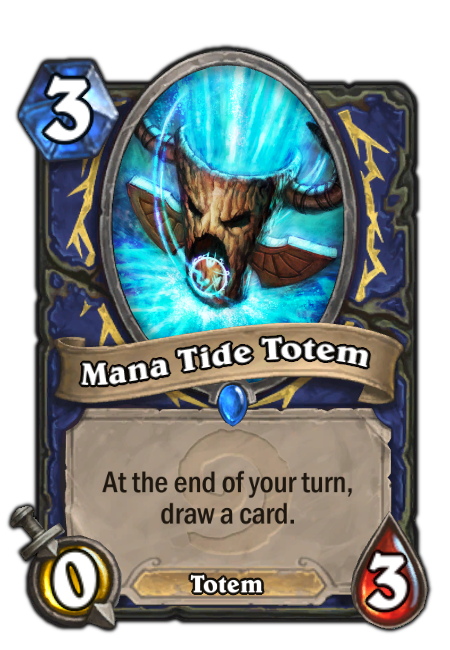 3
Mana Tide Totem
At the end of your turn,
draw a card.
0
Totem
3